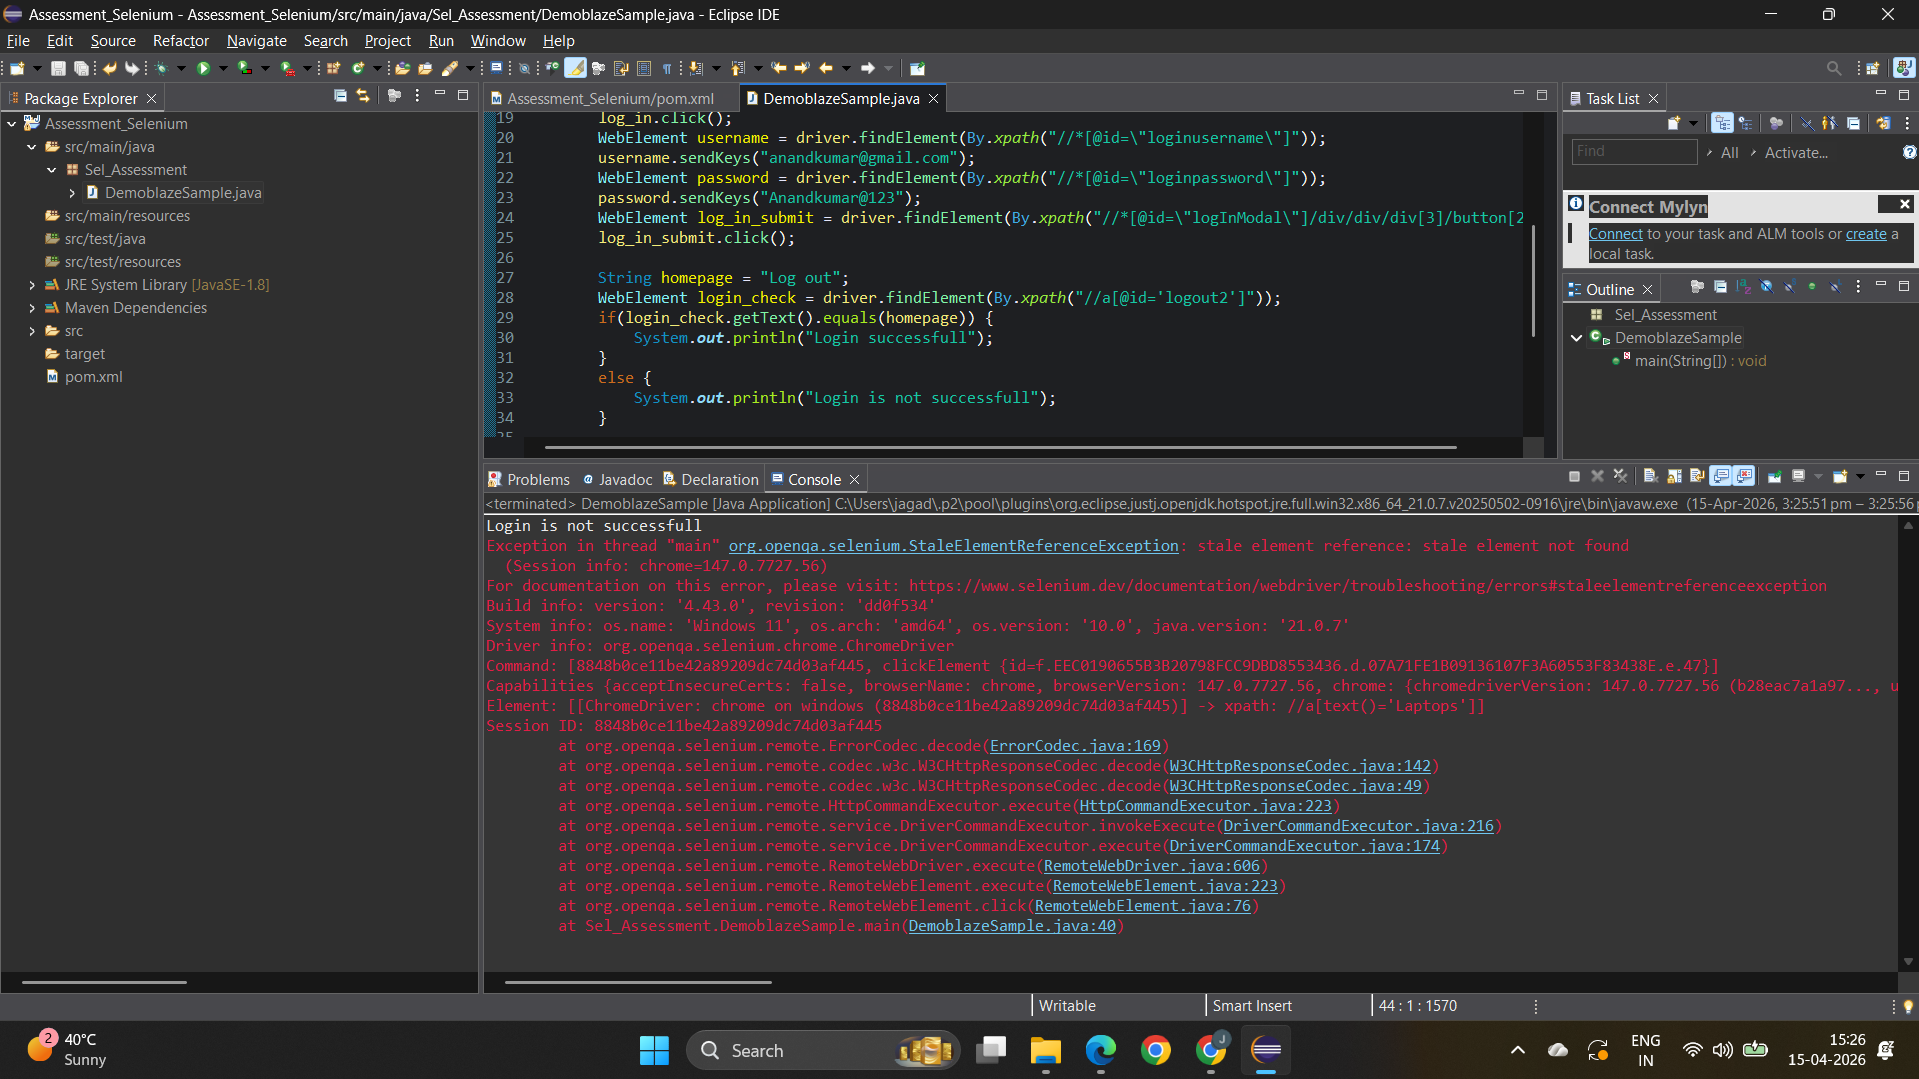 Assessment_Selenium - Assessment_Selenium/src/main/java/Sel_Assessment/DemoblazeSample.java - Eclipse IDE
File Edit Source Refactor Navigate Search Project Run Window Help
Package Explorer
Assessment_Selenium
src/main/java
Sel_Assessment
DemoblazeSample.java
src/main/resources
src/test/java
src/test/resources
JRE System Library [JavaSE-1.8]
Maven Dependencies
src
target
pom.xml
Assessment_Selenium/pom.xml DemoblazeSample.java
19 log_in.click();
20 WebElement username = driver.findElement(By.xpath("//*[@id=\"loginusername\"]"));
21 username.sendKeys("anandkumar@gmail.com");
22 WebElement password = driver.findElement(By.xpath("//*[@id=\"loginpassword\"]"));
23 password.sendKeys("Anandkumar@123");
24 WebElement log_in_submit = driver.findElement(By.xpath("//*[@id=\"logInModal\"]/div/div/div[3]/button[2
25 log_in_submit.click();
26
27 String homepage = "Log out";
28 WebElement login_check = driver.findElement(By.xpath("//a[@id='logout2']"));
29 if(login_check.getText().equals(homepage)) {
30 System.out.println("Login successfull");
31 }
32 else {
33 System.out.println("Login is not successfull");
34 }
35
Task List
Find All Activate...
Connect Mylyn
Connect to your task and ALM tools or create a
local task.
Outline
Sel_Assessment
DemoblazeSample
main(String[]) : void
Problems Javadoc Declaration Console
<terminated> DemoblazeSample [Java Application] C:\Users\jagad\.p2\pool\plugins\org.eclipse.justj.openjdk.hotspot.jre.full.win32.x86_64_21.0.7.v20250502-0916\jre\bin\javaw.exe (15-Apr-2026, 3:25:51 pm – 3:25:56 p
Login is not successfull
Exception in thread "main" org.openqa.selenium.StaleElementReferenceException: stale element reference: stale element not found
(Session info: chrome=147.0.7727.56)
For documentation on this error, please visit: https://www.selenium.dev/documentation/webdriver/troubleshooting/errors#staleelementreferenceexception
Build info: version: '4.43.0', revision: 'dd0f534'
System info: os.name: 'Windows 11', os.arch: 'amd64', os.version: '10.0', java.version: '21.0.7'
Driver info: org.openqa.selenium.chrome.ChromeDriver
Command: [8848b0ce11be42a89209dc74d03af445, clickElement {id=f.EEC0190655B3B20798FCC9DBD8553436.d.07A71FE1B09136107F3A60553F83438E.e.47}]
Capabilities {acceptInsecureCerts: false, browserName: chrome, browserVersion: 147.0.7727.56, chrome: {chromedriverVersion: 147.0.7727.56 (b28eac7a1a97..., u
Element: [[ChromeDriver: chrome on windows (8848b0ce11be42a89209dc74d03af445)] -> xpath: //a[text()='Laptops']]
Session ID: 8848b0ce11be42a89209dc74d03af445
at org.openqa.selenium.remote.ErrorCodec.decode(ErrorCodec.java:169)
at org.openqa.selenium.remote.codec.w3c.W3CHttpResponseCodec.decode(W3CHttpResponseCodec.java:142)
at org.openqa.selenium.remote.codec.w3c.W3CHttpResponseCodec.decode(W3CHttpResponseCodec.java:49)
at org.openqa.selenium.remote.HttpCommandExecutor.execute(HttpCommandExecutor.java:223)
at org.openqa.selenium.remote.service.DriverCommandExecutor.invokeExecute(DriverCommandExecutor.java:216)
at org.openqa.selenium.remote.service.DriverCommandExecutor.execute(DriverCommandExecutor.java:174)
at org.openqa.selenium.remote.RemoteWebDriver.execute(RemoteWebDriver.java:606)
at org.openqa.selenium.remote.RemoteWebElement.execute(RemoteWebElement.java:223)
at org.openqa.selenium.remote.RemoteWebElement.click(RemoteWebElement.java:76)
at Sel_Assessment.DemoblazeSample.main(DemoblazeSample.java:40)
Writable Smart Insert 44 : 1 : 1570
2
40°C
Sunny
Search
J
ENG
IN
15:26
15-04-2026